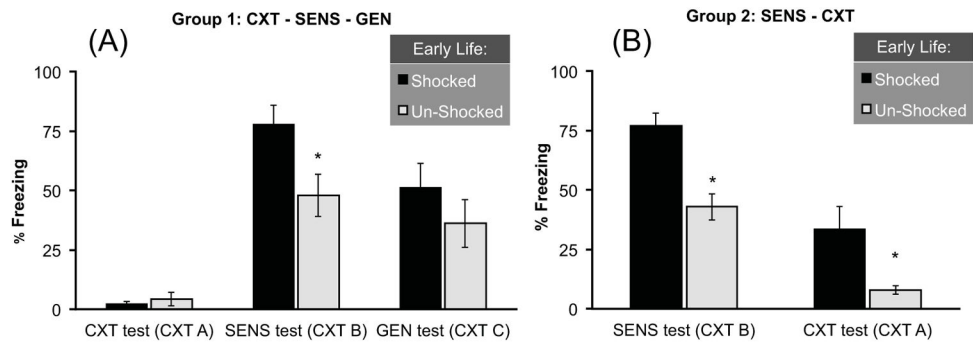 Group 1: CXT - SENS - GEN
(A)
Early Life:
Shocked
Un-Shocked
% Freezing
100
75
50
25
0
*
CXT test (CXT A) SENS test (CXT B) GEN test (CXT C)
Group 2: SENS - CXT
(B)
Early Life:
Shocked
Un-Shocked
% Freezing
100
75
50
25
0
*
*
SENS test (CXT B) CXT test (CXT A)